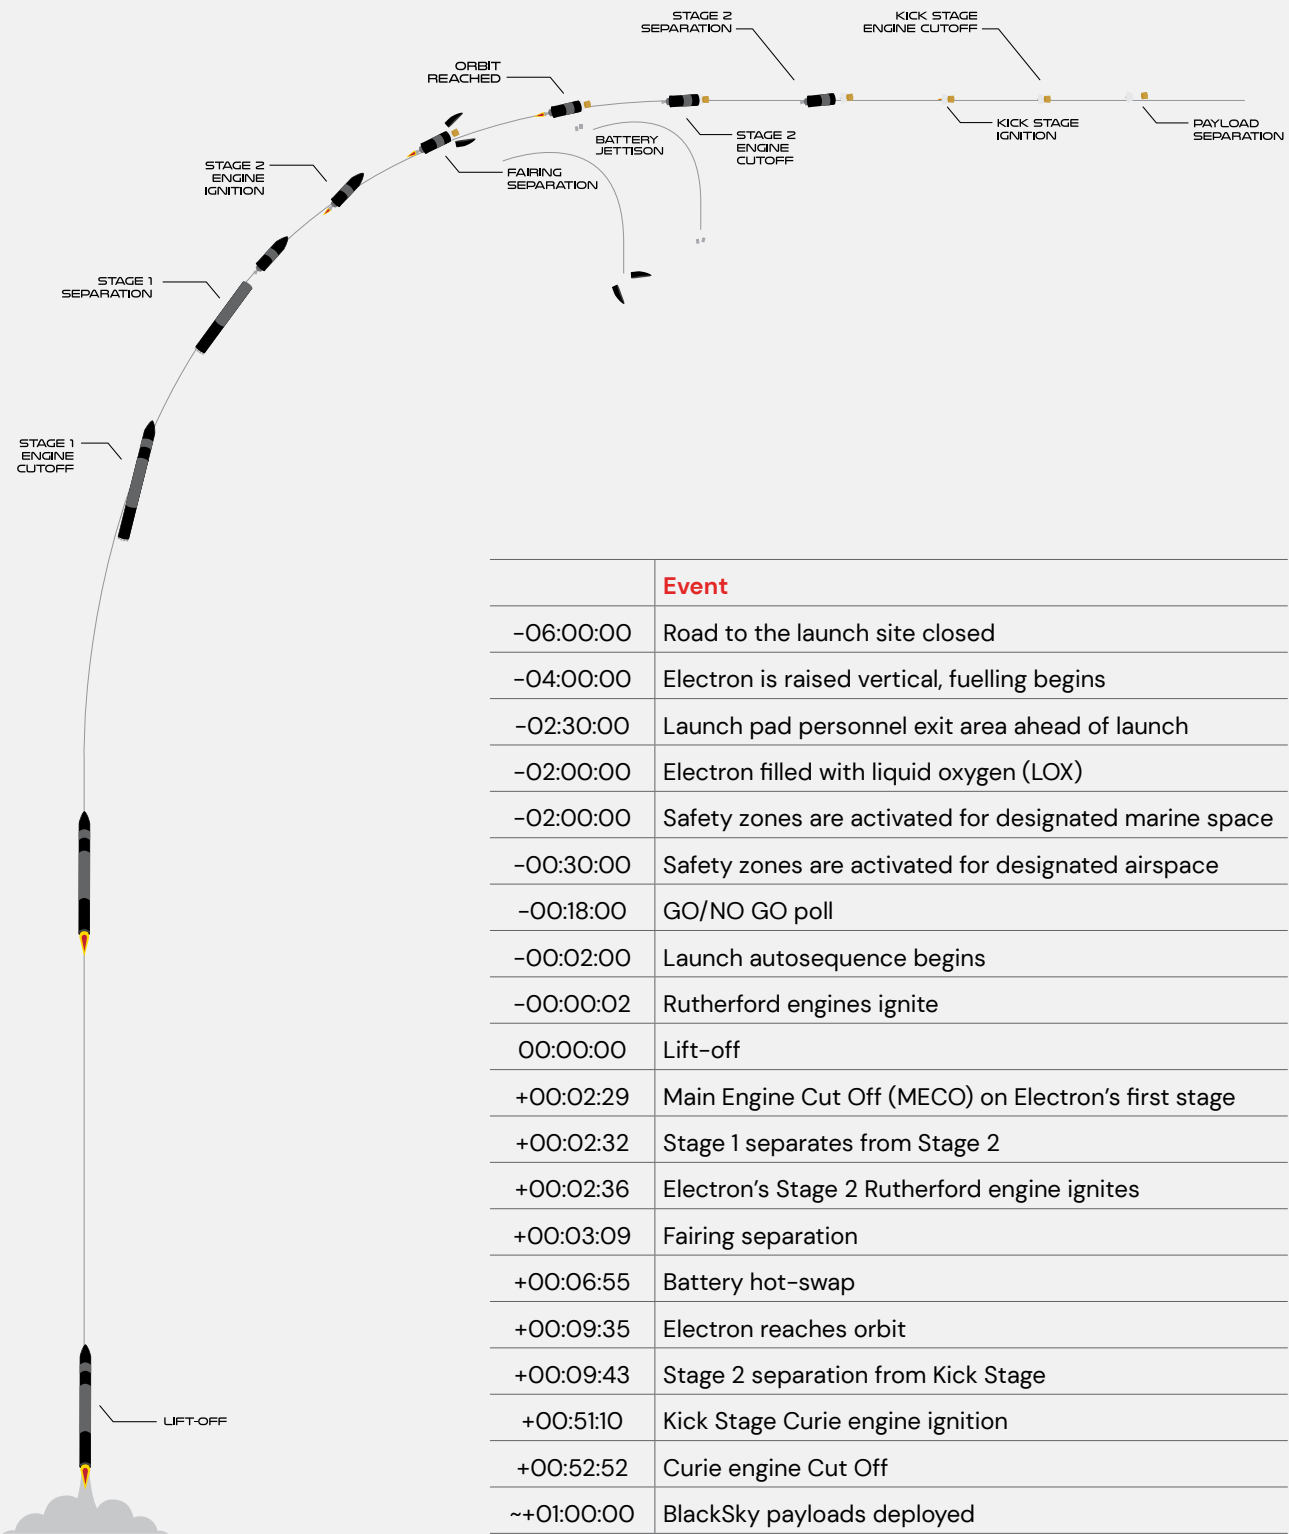 STAGE 2
SEPARATION
KICK STAGE
ENGINE CUTOFF
ORBIT
REACHED
BATTERY
JETTISON
STAGE 2
ENGINE
CUTOFF
KICK STAGE
IGNITION
PAYLOAD
SEPARATION
STAGE 2
ENGINE
IGNITION
FAIRING
SEPARATION
STAGE 1
SEPARATION
STAGE 1
ENGINE
CUTOFF
LIFT-OFF
Event
-06:00:00 Road to the launch site closed
-04:00:00 Electron is raised vertical, fuelling begins
-02:30:00 Launch pad personnel exit area ahead of launch
-02:00:00 Electron filled with liquid oxygen (LOX)
-02:00:00 Safety zones are activated for designated marine space
-00:30:00 Safety zones are activated for designated airspace
-00:18:00 GO/NO GO poll
-00:02:00 Launch autosequence begins
-00:00:02 Rutherford engines ignite
00:00:00 Lift-off
+00:02:29 Main Engine Cut Off (MECO) on Electron's first stage
+00:02:32 Stage 1 separates from Stage 2
+00:02:36 Electron's Stage 2 Rutherford engine ignites
+00:03:09 Fairing separation
+00:06:55 Battery hot-swap
+00:09:35 Electron reaches orbit
+00:09:43 Stage 2 separation from Kick Stage
+00:51:10 Kick Stage Curie engine ignition
+00:52:52 Curie engine Cut Off
~+01:00:00 BlackSky payloads deployed